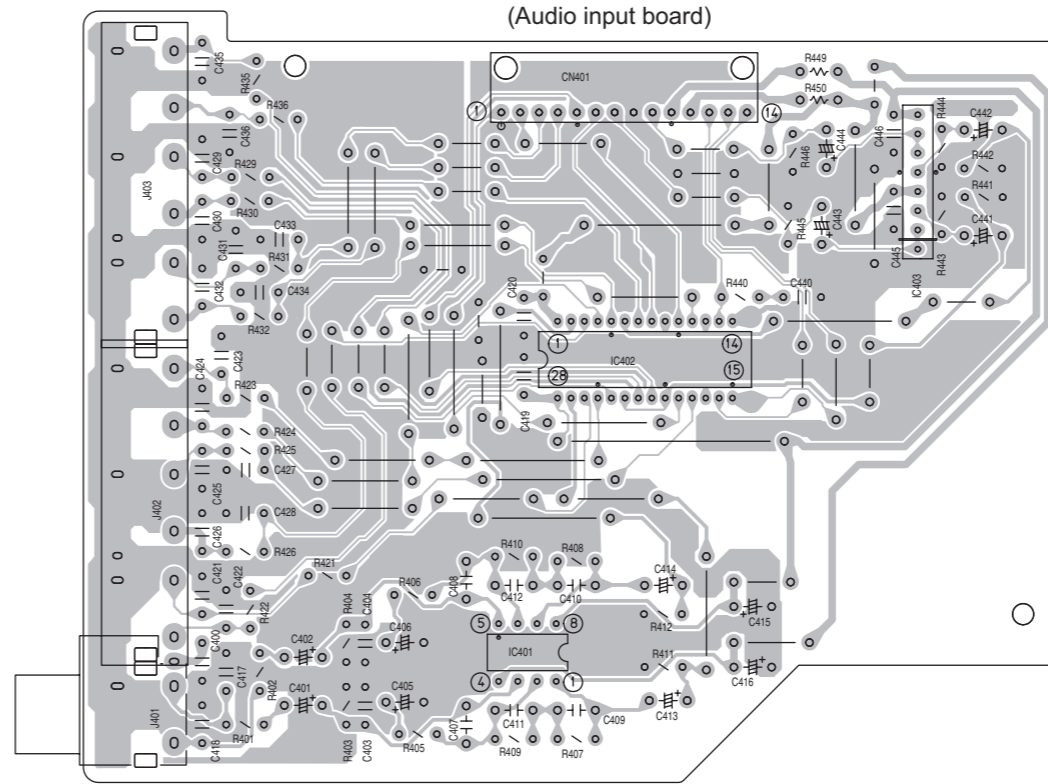 (Audio input board)
C435
R435
R436
C436
C429
R429
J403
C430
R430
C433
C431
R431
C432
C434
R432
CN401
1
14
R449
R450
R446
C444
C446
R444
C442
R442
R441
R445
C443
C445
C441
R443
IC403
C420
R440
C440
1
14
IC402
28
15
C419
C424
C423
R423
R424
R425
C427
C425
J402
C428
C426
R426
C421
C422
R421
R422
C400
R404
C404
R406
C408
R410
R408
C412
C410
C414
C402
C406
5
8
R412
C415
IC401
C417
R402
C401
C405
4
1
R411
C416
J401
C418
R401
R403
C403
R405
C407
C411
C409
C413
R409
R407